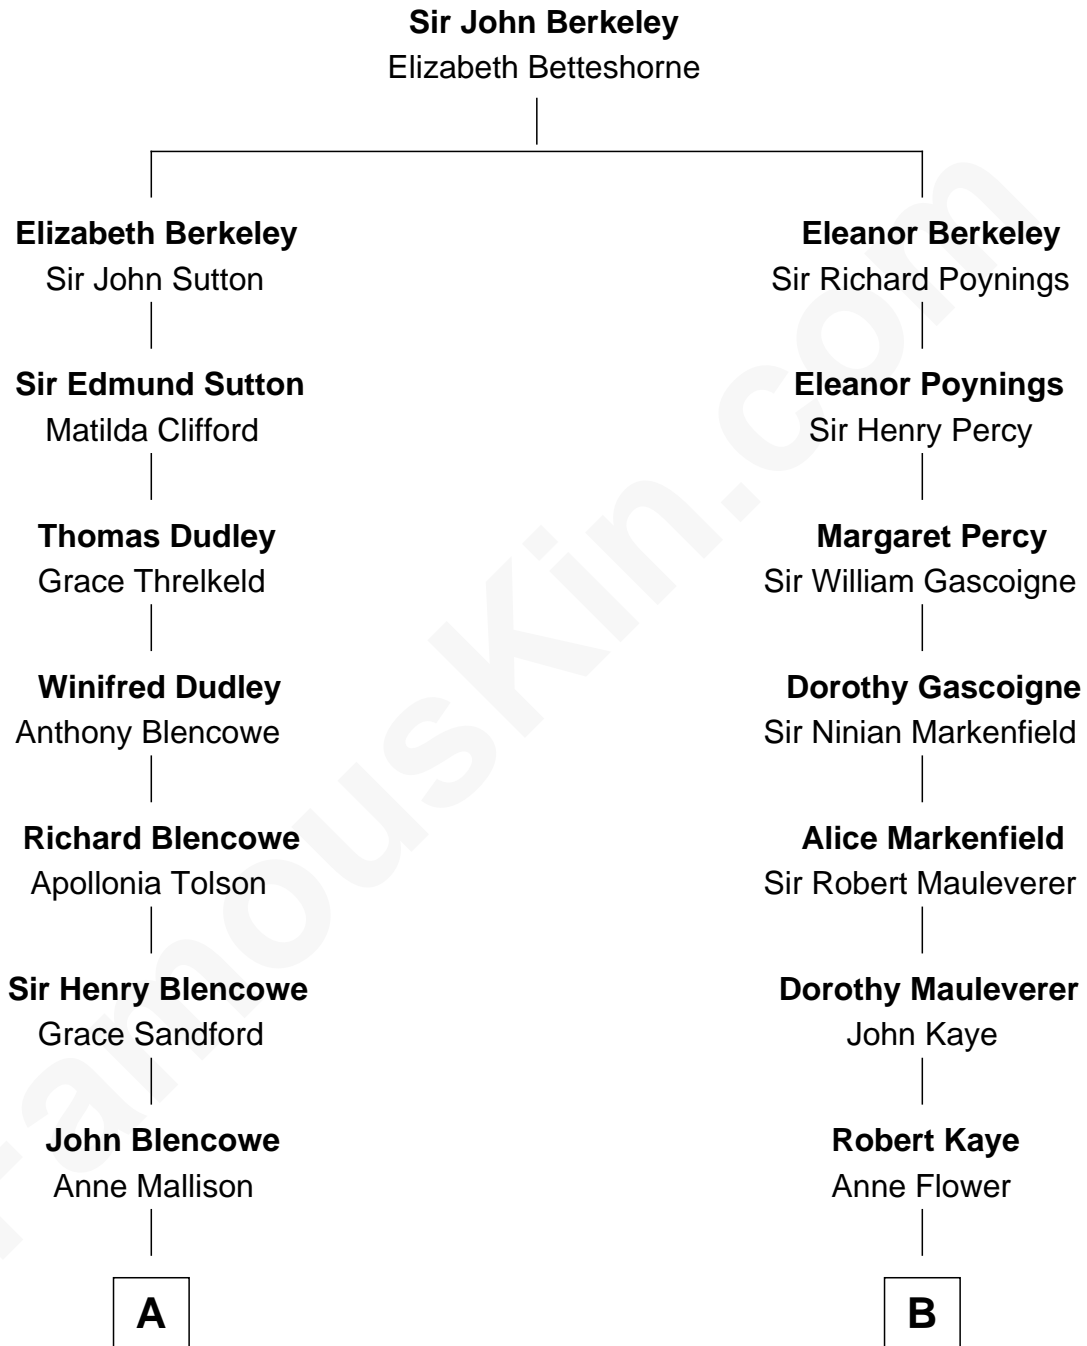 Sir John Berkeley
Elizabeth Betteshorne
Elizabeth Berkeley
Sir John Sutton
Eleanor Berkeley
Sir Richard Poynings
Sir Edmund Sutton
Matilda Clifford
Eleanor Poynings
Sir Henry Percy
Thomas Dudley
Grace Threlkeld
Margaret Percy
Sir William Gascoigne
Winifred Dudley
Anthony Blencowe
Dorothy Gascoigne
Sir Ninian Markenfield
Richard Blencowe
Apollonia Tolson
Alice Markenfield
Sir Robert Mauleverer
Sir Henry Blencowe
Grace Sandford
Dorothy Mauleverer
John Kaye
John Blencowe
Anne Mallison
Robert Kaye
Anne Flower
A
B
FamousKin.com